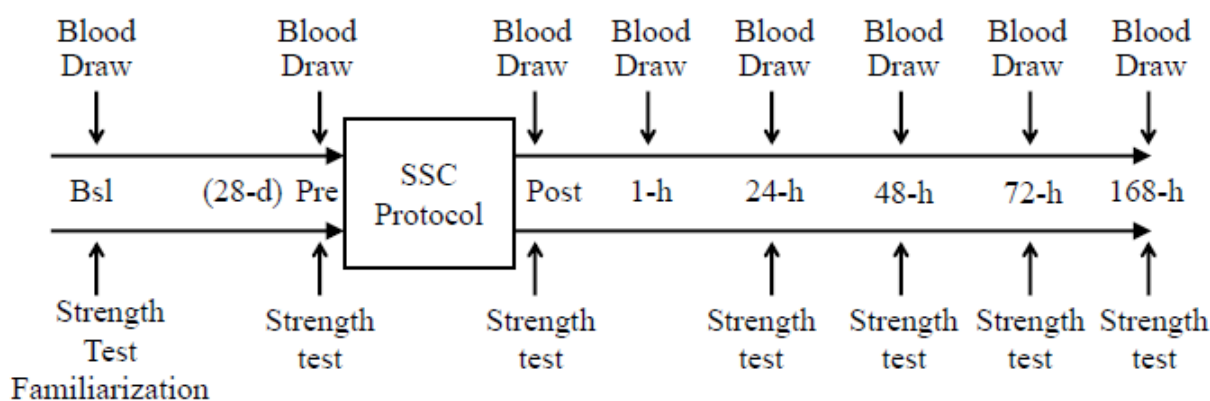 Blood Draw
Blood Draw
Blood Draw
Blood Draw
Blood Draw
Blood Draw
Blood Draw
Blood Draw
Bsl
(28-d) Pre
SSC
Protocol
Post
1-h
24-h
48-h
72-h
168-h
Strength
Test
Familiarization
Strength
test
Strength
test
Strength
test
Strength
test
Strength
test
Strength
test